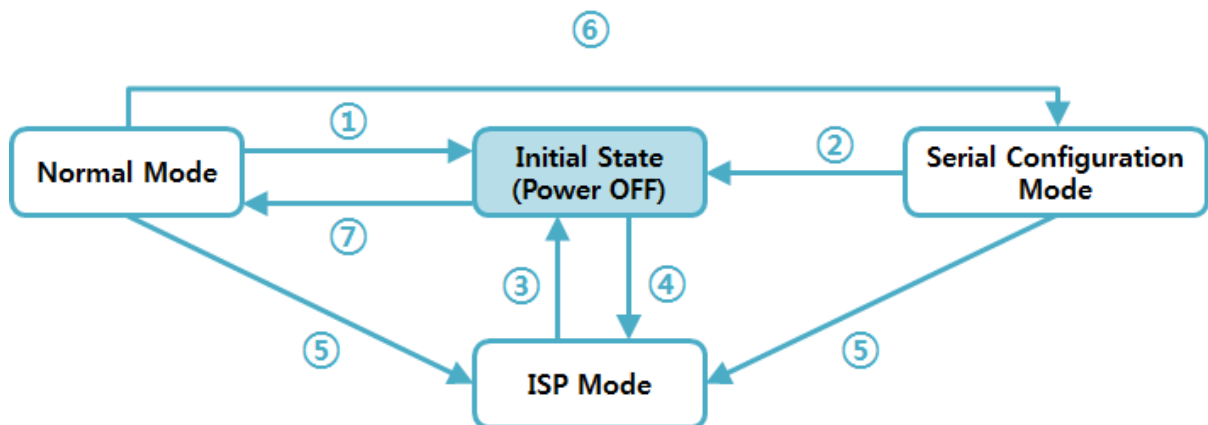 ⑥
①
Normal Mode
Initial State
(Power OFF)
②
Serial Configuration
Mode
⑦
③
④
⑤
⑤
ISP Mode